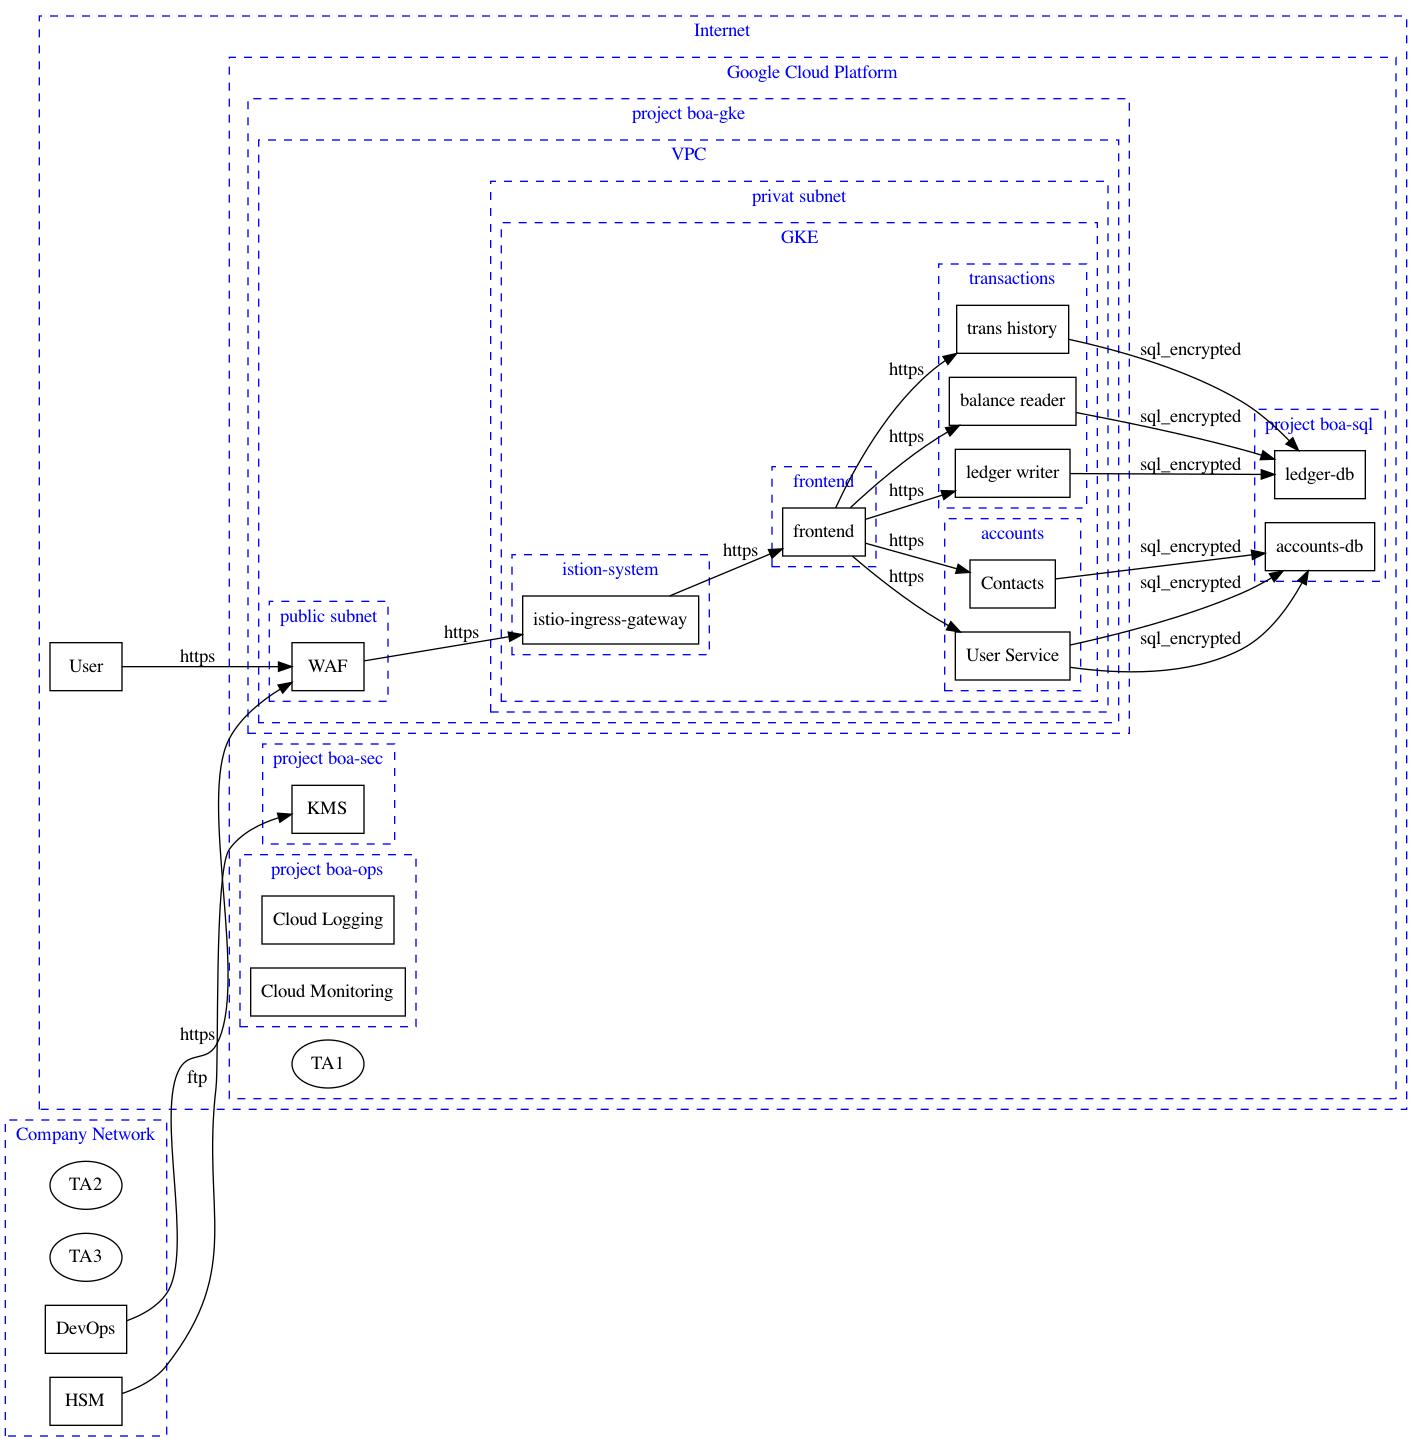 Internet
Google Cloud Platform
project boa-gke
VPC
privat subnet
GKE
transactions
trans history
sql_encrypted
https
balance reader
sql_encrypted
project boa-sql
https
ledger writer
sql_encrypted
ledger-db
frontend
https
frontend
accounts
https
sql_encrypted
accounts-db
https
istion-system
Contacts
sql_encrypted
https
public subnet
istio-ingress-gateway
https
sql_encrypted
User
https
WAF
User Service
project boa-sec
KMS
project boa-ops
Cloud Logging
Cloud Monitoring
https
TA1
ftp
Company Network
TA2
TA3
DevOps
HSM